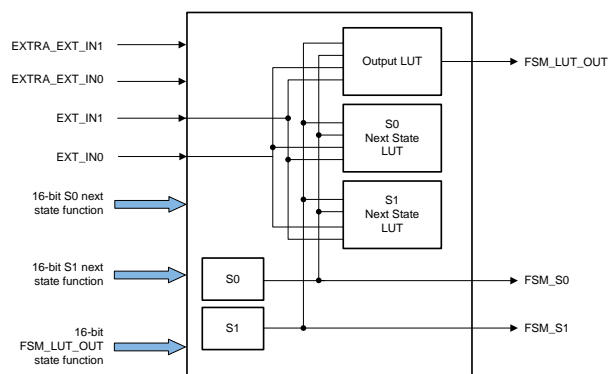 EXTRA_EXT_IN1
EXTRA_EXT_IN0
EXT_IN1
EXT_IN0
16-bit S0 next
state function
16-bit S1 next
state function
16-bit
FSM_LUT_OUT
state function
Output LUT
S0
Next State
LUT
S1
Next State
LUT
S0
S1
FSM_LUT_OUT
FSM_S0
FSM_S1